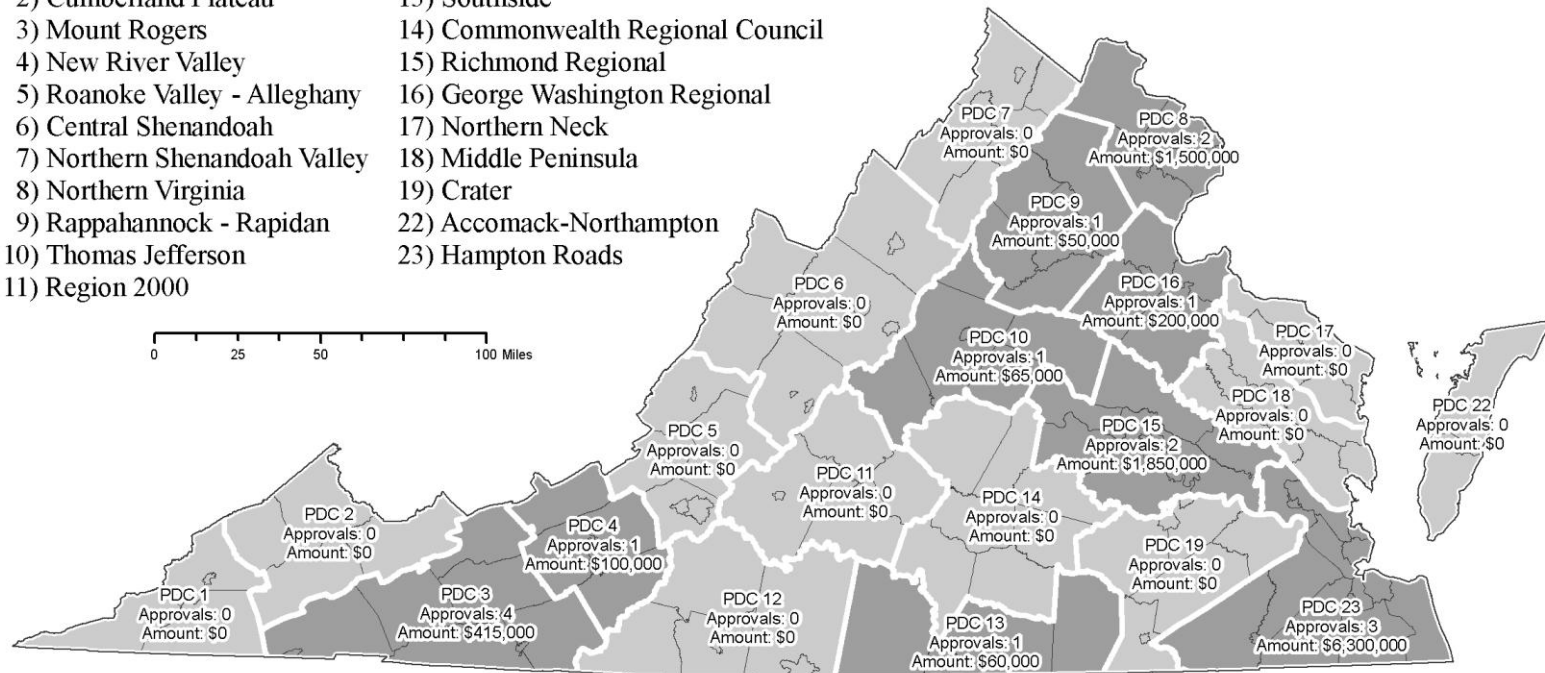 2) Cumberland Plateau
3) Mount Rogers
4) New River Valley
5) Roanoke Valley - Alleghany
6) Central Shenandoah
7) Northern Shenandoah Valley
8) Northern Virginia
9) Rappahannock - Rapidan
10) Thomas Jefferson
11) Region 2000
13) Southside
14) Commonwealth Regional Council
15) Richmond Regional
16) George Washington Regional
17) Northern Neck
18) Middle Peninsula
19) Crater
22) Accomack-Northampton
23) Hampton Roads
0 25 50 100 Miles
PDC 7
Approvals: 0
Amount: $0
PDC 8
Approvals: 2
Amount: $1,500,000
PDC 9
Approvals: 1
Amount: $50,000
PDC 6
Approvals: 0
Amount: $0
PDC 16
Approvals: 1
Amount: $200,000
PDC 10
Approvals: 1
Amount: $65,000
PDC 17
Approvals: 0
Amount: $0
PDC 18
Approvals: 0
Amount: $0
PDC 22
Approvals: 0
Amount: $0
PDC 5
Approvals: 0
Amount: $0
PDC 15
Approvals: 2
Amount: $1,850,000
PDC 11
Approvals: 0
Amount: $0
PDC 14
Approvals: 0
Amount: $0
PDC 2
Approvals: 0
Amount: $0
PDC 4
Approvals: 1
Amount: $100,000
PDC 19
Approvals: 0
Amount: $0
PDC 1
Approvals: 0
Amount: $0
PDC 3
Approvals: 4
Amount: $415,000
PDC 12
Approvals: 0
Amount: $0
PDC 13
Approvals: 1
Amount: $60,000
PDC 23
Approvals: 3
Amount: $6,300,000